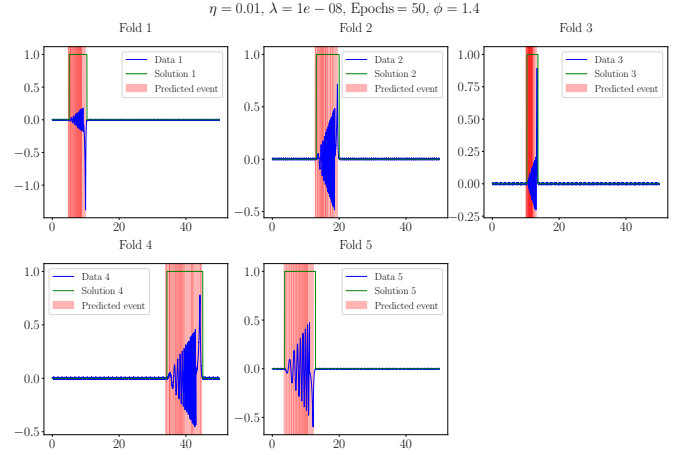 η = 0.01, λ = 1e − 08, Epochs = 50, ϕ = 1.4
Fold 1
1.0
0.5
0.0
−0.5
−1.0
0
20
40
Data 1
Solution 1
Predicted event
Fold 2
1.0
0.5
0.0
−0.5
0
20
40
Data 2
Solution 2
Predicted event
Fold 3
1.00
0.75
0.50
0.25
0.00
−0.25
0
20
40
Data 3
Solution 3
Predicted event
Fold 4
1.0
0.5
0.0
−0.5
0
20
40
Data 4
Solution 4
Predicted event
Fold 5
1.0
0.5
0.0
−0.5
0
20
40
Data 5
Solution 5
Predicted event